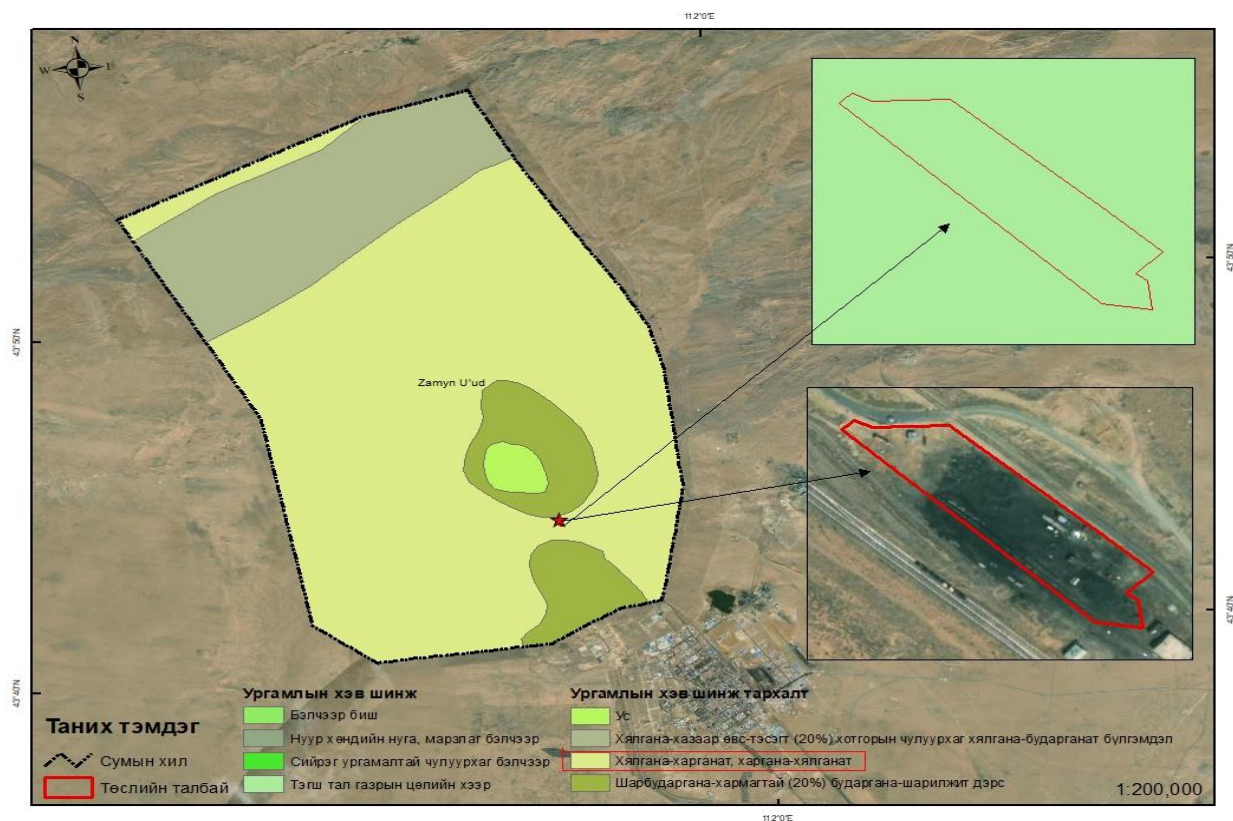 112°0'E
N
W E
S
43°50'N
43°50'N
Zamyn U'ud
43°40'N
43°40'N
Таних тэмдэг
Сумын хил
Төслийн талбай
Ургамлын хэв шинж
Бэлчээр биш
Нуур хөндийн нуга, маралаг бэлчээр
Сийрэг ургамалтай чулуурхаг бэлчээр
Тэгш тал газрын цөлийн хээр
Ургамлын хэв шинж тархалт
Ус
Хялгана-хазаар өвс-тэсэгт (20%) хотгорын чулуурхаг хялгана-бударганат бүлгэмдэл
Хялгана-харганат, харгана-хялганат
Шарбударгана-хармагтай (20%) бударгана-шарилжит дэрс
1:200,000
112°0'E